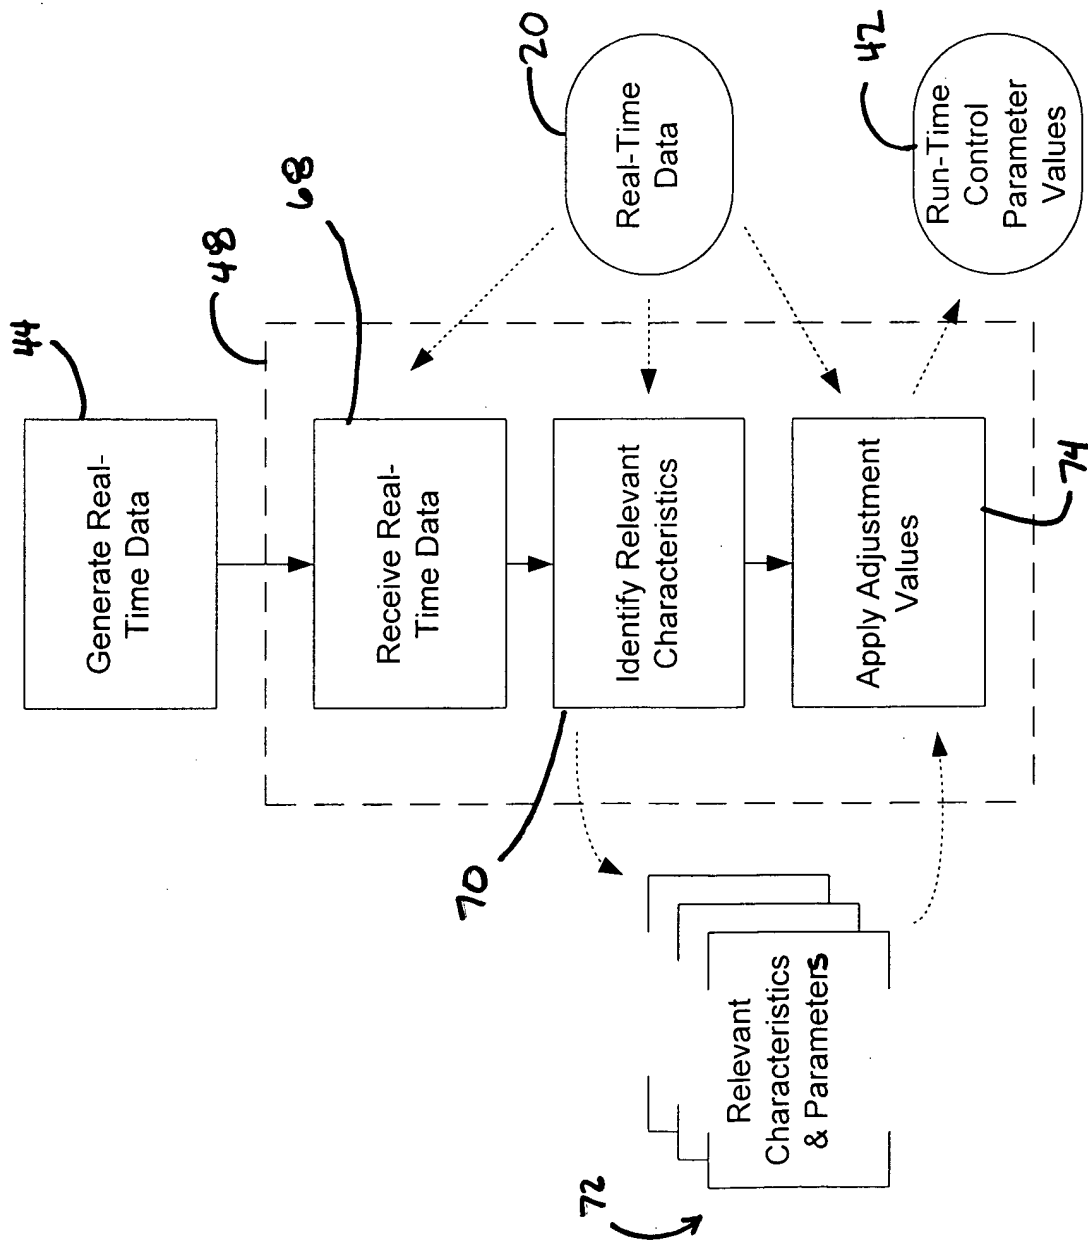 44
Generate Real-
Time Data
48
68
Receive Real-
Time Data
20
Real-Time
Data
70
Identify Relevant
Characteristics
72
Relevant
Characteristics
& Parameters
Apply Adjustment
Values
74
42
Run-Time
Control
Parameter
Values